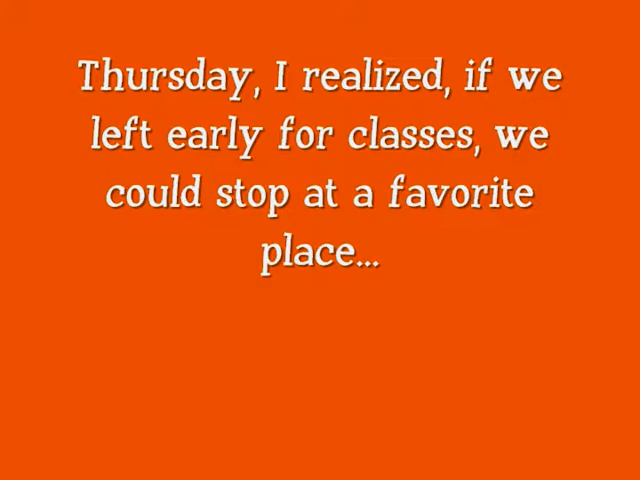 Thursday, I realized, if we
left early for classes, we
could stop at a favorite
place...